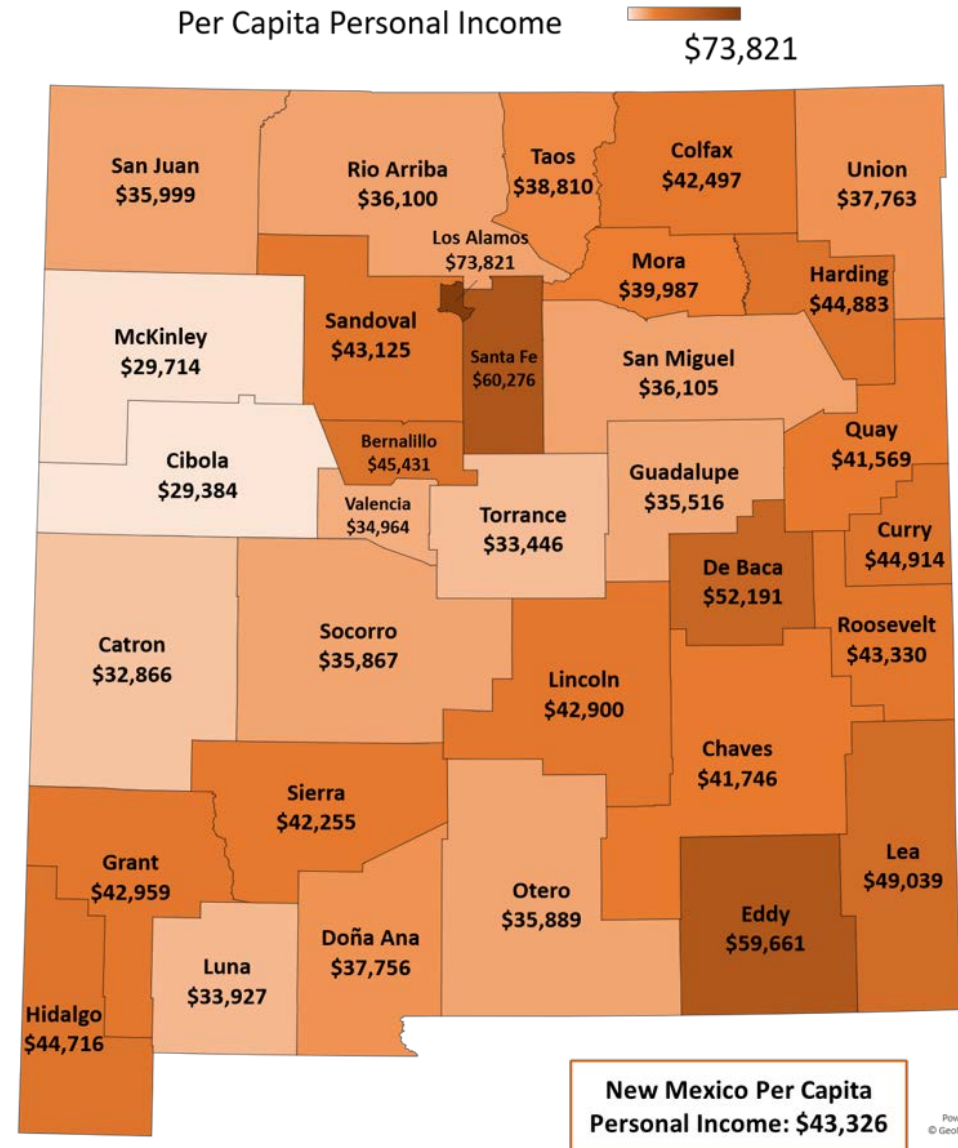 Per Capita Personal Income
$73,821
San Juan
$35,999
Rio Arriba
$36,100
Taos
$38,810
Colfax
$42,497
Union
$37,763
Los Alamos
$73,821
Mora
$39,987
Harding
$44,883
McKinley
$29,714
Sandoval
$43,125
Santa Fe
$60,276
San Miguel
$36,105
Quay
$41,569
Bernalillo
$45,431
Cibola
$29,384
Valencia
$34,964
Torrance
$33,446
Guadalupe
$35,516
Curry
$44,914
De Baca
$52,191
Roosevelt
$43,330
Catron
$32,866
Socorro
$35,867
Lincoln
$42,900
Chaves
$41,746
Sierra
$42,255
Grant
$42,959
Lea
$49,039
Otero
$35,889
Eddy
$59,661
Doña Ana
$37,756
Luna
$33,927
Hidalgo
$44,716
New Mexico Per Capita
Personal Income: $43,326
Pow